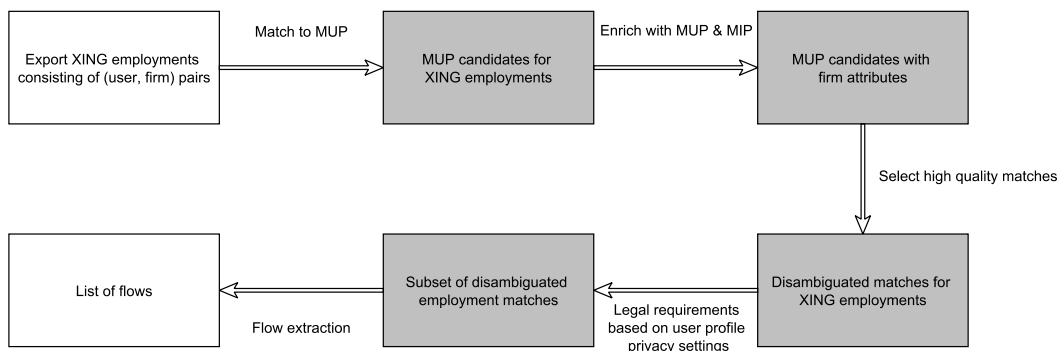 Export XING employments
consisting of (user, firm) pairs
Match to MUP
MUP candidates for
XING employments
Enrich with MUP & MIP
MUP candidates with
firm attributes
Select high quality matches
Disambiguated matches for
XING employments
Legal requirements
based on user profile
privacy settings
Subset of disambiguated
employment matches
Flow extraction
List of flows